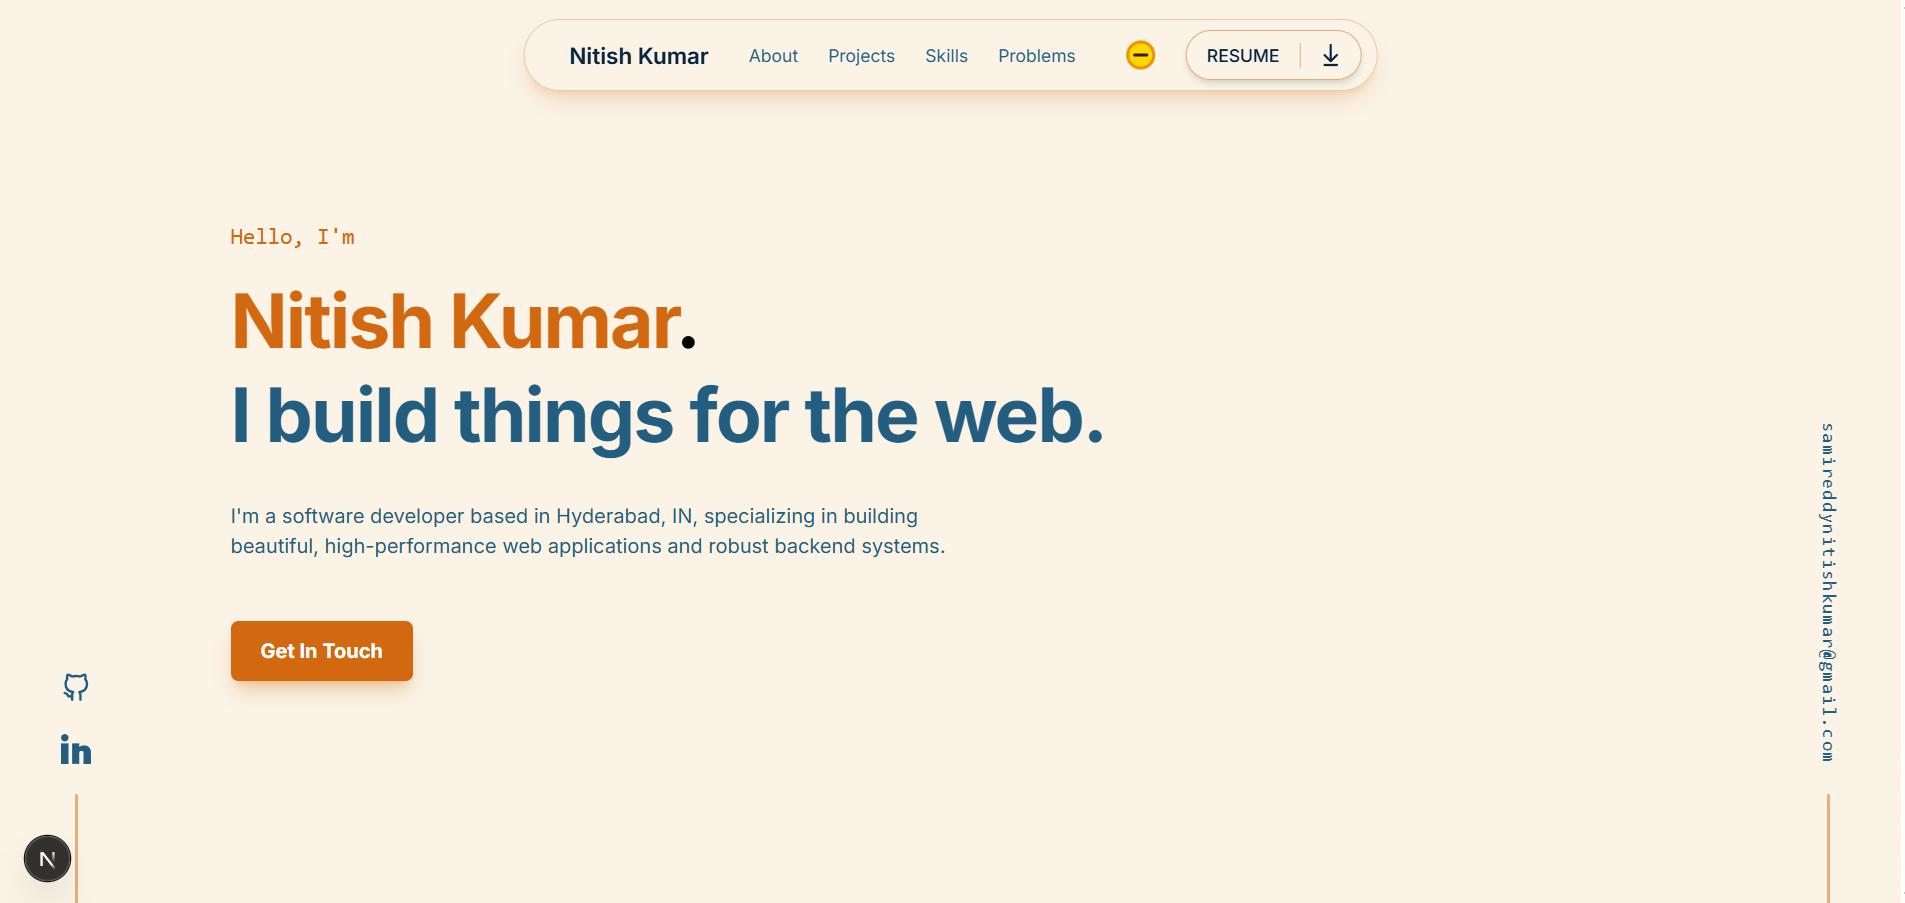 Nitish Kumar About Projects Skills Problems RESUME
Hello, I'm
Nitish Kumar.
I build things for the web.
I'm a software developer based in Hyderabad, IN, specializing in building
beautiful, high-performance web applications and robust backend systems.
Get In Touch
in
N
samireddynitishkumar@gmail.com